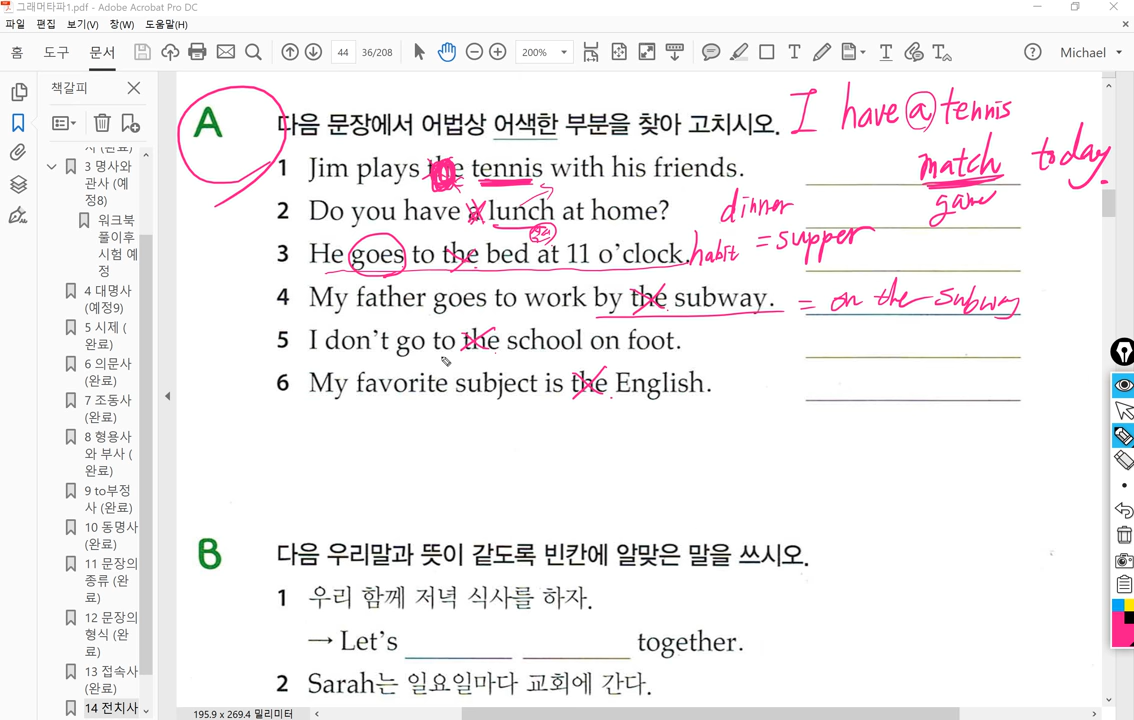 그래머타파1.pdf - Adobe Acrobat Pro DC
파일 편집 보기(V) 창(W) 도움말(H)
홈 도구 문서 44 36/208 200% Michael
책갈피
3 명사와
관사 (예
정8)
워크북
풀이후
시험 예
정
4 대명사
(예정9)
5 시제 (
완료)
6 의문사
(완료)
7 조동사
(완료)
8 형용사
와 부사 (
완료)
9 to부정
사 (완료)
10 동명사
(완료)
11 문장의
종류 (완
료)
12 문장의
형식 (완
료)
13 접속사
(완료)
14 전치사
A 다음 문장에서 어법상 어색한 부분을 찾아 고치시오.
I have a tennis
match today.
game
1 Jim plays the tennis with his friends.
2 Do you have a lunch at home?
dinner
= supper
3 He goes to the bed at 11 o'clock.
habit
4 My father goes to work by the subway.
= on the subway
5 I don't go to the school on foot.
6 My favorite subject is the English.
B 다음 우리말과 뜻이 같도록 빈칸에 알맞은 말을 쓰시오.
1 우리 함께 저녁 식사를 하자.
→ Let's together.
2 Sarah는 일요일마다 교회에 간다.
195.9 x 269.4 밀리미터